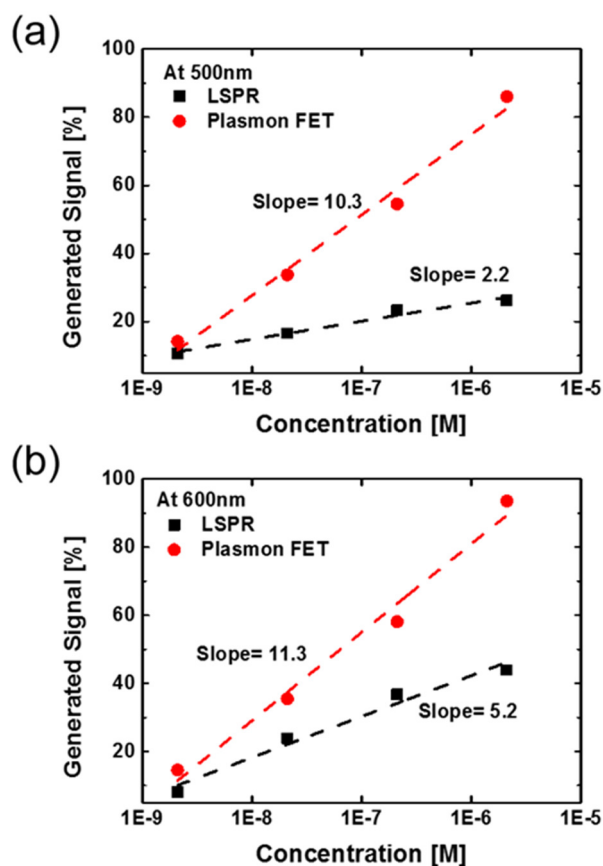 (a)
100
80
60
40
20
Generated Signal [%]
At 500nm
LSPR
Plasmon FET
Slope= 10.3
Slope= 2.2
1E-9 1E-8 1E-7 1E-6 1E-5
Concentration [M]
(b)
100
80
60
40
20
Generated Signal [%]
At 600nm
LSPR
Plasmon FET
Slope= 11.3
Slope= 5.2
1E-9 1E-8 1E-7 1E-6 1E-5
Concentration [M]